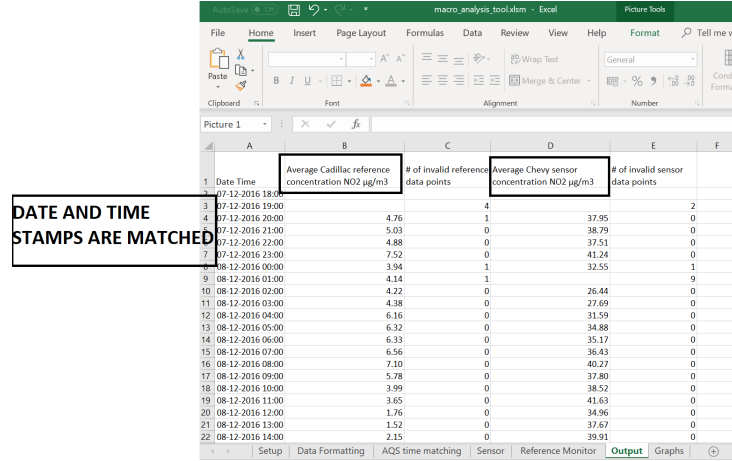 AutoSave Off macro_analysis_tool.xlsm - Excel Picture Tools
File Home Insert Page Layout Formulas Data Review View Help Format Tell me
Paste B I U A A A ab Wrap Text Merge & Center General % Cond
Forma
Clipboard Font Alignment Number
Picture 1 fx
A B C D E F
Average Cadillac reference # of invalid reference Average Chevy sensor # of invalid sensor
1 Date Time concentration NO2 µg/m3 data points concentration NO2 µg/m3 data points
2 07-12-2016 18:00
3 07-12-2016 19:00 4 2
DATE AND TIME
STAMPS ARE MATCHED
4 07-12-2016 20:00 4.76 1 37.95 0
07-12-2016 21:00 5.03 0 38.79 0
07-12-2016 22:00 4.88 0 37.51 0
7 07-12-2016 23:00 7.52 0 41.24 0
8 08-12-2016 00:00 3.94 1 32.55 1
9 08-12-2016 01:00 4.14 1 9
10 08-12-2016 02:00 4.22 0 26.44 0
11 08-12-2016 03:00 4.38 0 27.69 0
12 08-12-2016 04:00 6.16 0 31.59 0
13 08-12-2016 05:00 6.32 0 34.88 0
14 08-12-2016 06:00 6.33 0 35.17 0
15 08-12-2016 07:00 6.56 0 36.43 0
16 08-12-2016 08:00 7.10 0 40.27 0
17 08-12-2016 09:00 5.78 0 37.80 0
18 08-12-2016 10:00 3.99 0 38.52 0
19 08-12-2016 11:00 3.65 0 41.63 0
20 08-12-2016 12:00 1.76 0 34.96 0
21 08-12-2016 13:00 1.52 0 37.67 0
22 08-12-2016 14:00 2.15 0 39.91 0
Setup Data Formatting AQS time matching Sensor Reference Monitor Output Graphs